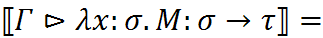 ⟦𝛤 ⊳ 𝜆𝑥: 𝜎. 𝑀: 𝜎 → 𝜏⟧ =